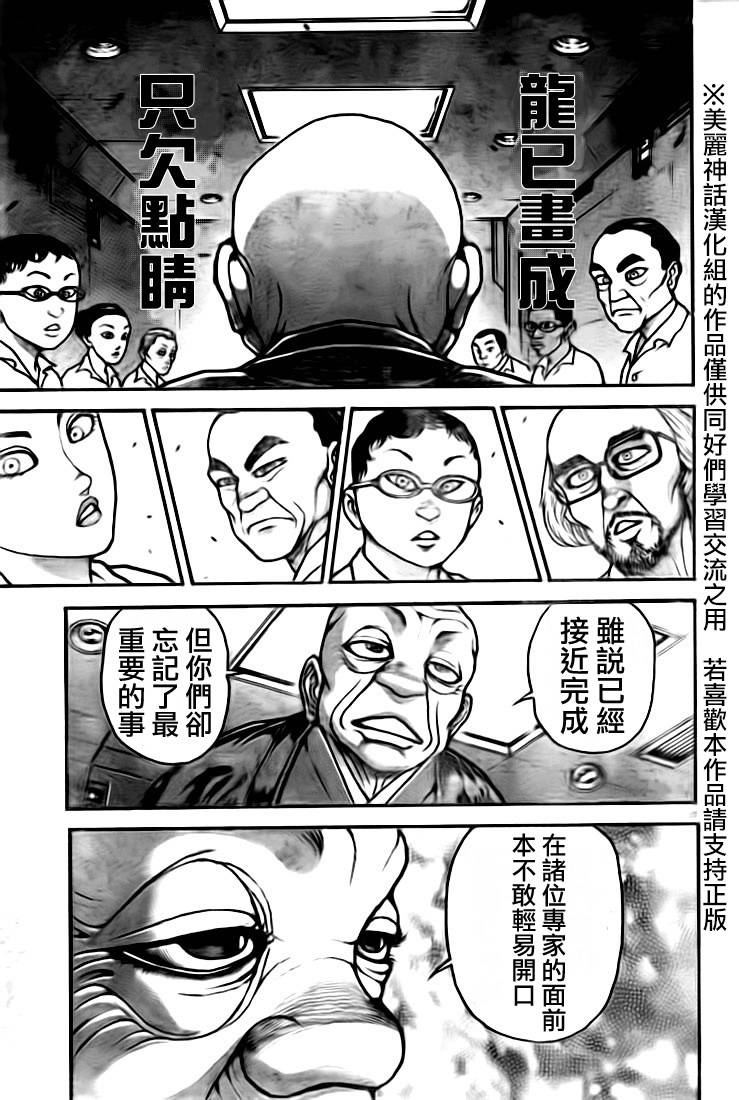 龍已畫成
只欠點睛
雖說已經
接近完成
但你們卻
忘記了最
重要的事
在諸位專家的面前
本不敢輕易開口
※美麗神話漢化組的作品僅供同好們學習交流之用　若喜歡本作品請支持正版